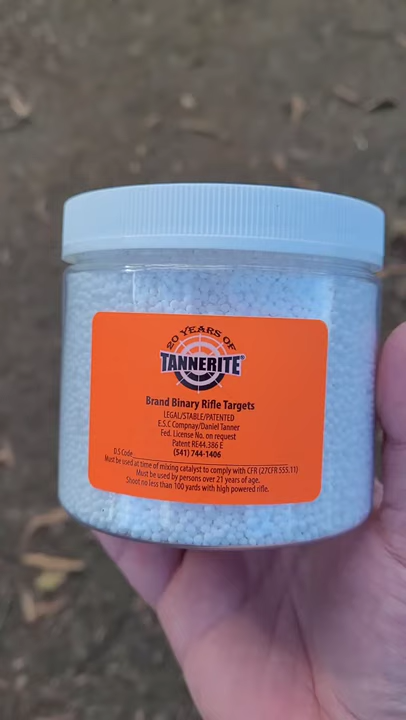 20 YEARS OF
TANNERITE®
Brand Binary Rifle Targets
LEGAL/STABLE/PATENTED
E.S.C Compnay/Daniel Tanner
Fed. License No. on request
Patent RE44.386 E
D.S Code (541) 744-1406
Must be used at time of mixing catalyst to comply with CFR (27CFR 555.11)
Must be used by persons over 21 years of age.
Shoot no less than 100 yards with high powered rifle.